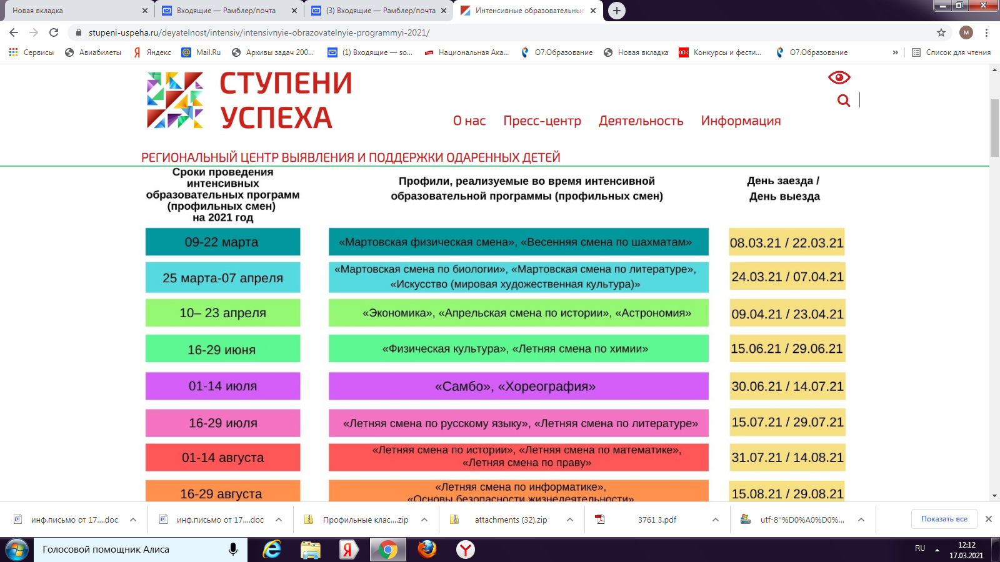 Новая вкладка
Входящие — Рамблер/почта
(3) Входящие — Рамблер/почта
Интенсивные образовательные
stupeni-uspeha.ru/deyatelnost/intensiv/intensivnyie-obrazovatelnyie-programmyi-2021/
M
Сервисы
Авиабилеты
Яндекс
Mail.Ru
Архивы задач 200...
(1) Входящие — so...
Национальная Ака...
О7.Образование
Новая вкладка
Конкурсы и фести...
О7.Образование
»
Список для чтения
СТУПЕНИ
УСПЕХА
О нас
Пресс-центр
Деятельность
Информация
РЕГИОНАЛЬНЫЙ ЦЕНТР ВЫЯВЛЕНИЯ И ПОДДЕРЖКИ ОДАРЕННЫХ ДЕТЕЙ
Сроки проведения
интенсивных
образовательных программ
(профильных смен)
на 2021 год
Профили, реализуемые во время интенсивной
образовательной программы (профильных смен)
День заезда /
День выезда
09-22 марта
«Мартовская физическая смена», «Весенняя смена по шахматам»
08.03.21 / 22.03.21
25 марта-07 апреля
«Мартовская смена по биологии», «Мартовская смена по литературе»,
«Искусство (мировая художественная культура)»
24.03.21 / 07.04.21
10– 23 апреля
«Экономика», «Апрельская смена по истории», «Астрономия»
09.04.21 / 23.04.21
16-29 июня
«Физическая культура», «Летняя смена по химии»
15.06.21 / 29.06.21
01-14 июля
«Самбо», «Хореография»
30.06.21 / 14.07.21
16-29 июля
«Летняя смена по русскому языку», «Летняя смена по литературе»
15.07.21 / 29.07.21
01-14 августа
«Летняя смена по истории», «Летняя смена по математике»,
«Летняя смена по праву»
31.07.21 / 14.08.21
16-29 августа
«Летняя смена по информатике»,
«Основы безопасности жизнедеятельности»
15.08.21 / 29.08.21
инф.письмо от 17....doc
инф.письмо от 17....doc
Профильные клас....zip
attachments (32).zip
3761 3.pdf
utf-8''%D0%A0%D0%...
Показать все
Голосовой помощник Алиса
RU
12:12
17.03.2021